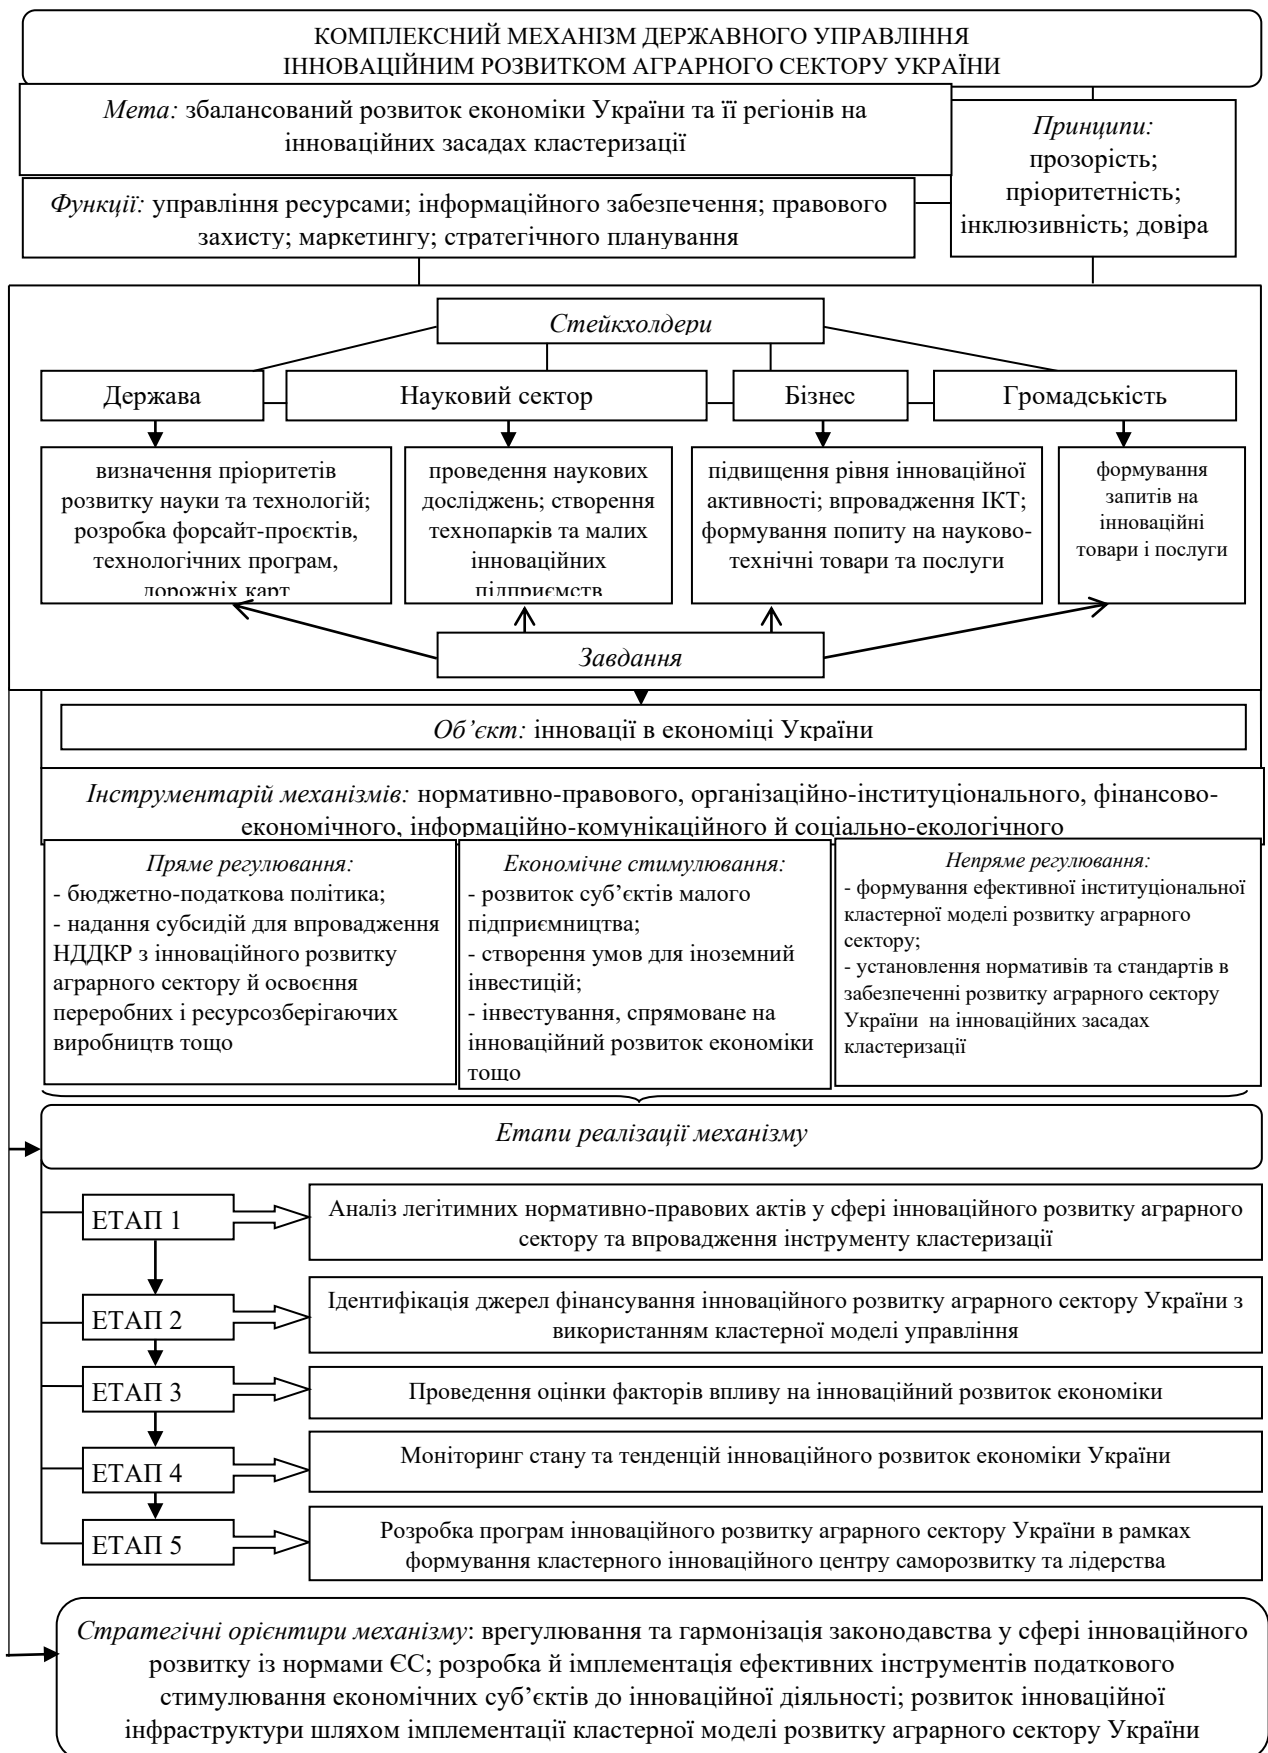 КОМПЛЕКСНИЙ МЕХАНІЗМ ДЕРЖАВНОГО УПРАВЛІННЯ
ІННОВАЦІЙНИМ РОЗВИТКОМ АГРАРНОГО СЕКТОРУ УКРАЇНИ
Мета: збалансований розвиток економіки України та її регіонів на
інноваційних засадах кластеризації
Принципи:
прозорість;
пріоритетність;
інклюзивність; довіра
Функції: управління ресурсами; інформаційного забезпечення; правового
захисту; маркетингу; стратегічного планування
Стейкхолдери
Держава
Науковий сектор
Бізнес
Громадськість
визначення пріоритетів
розвитку науки та технологій;
розробка форсайт-проєктів,
технологічних програм,
дорожніх карт
проведення наукових
досліджень; створення
технопарків та малих
інноваційних
підприємств
підвищення рівня інноваційної
активності; впровадження ІКТ;
формування попиту на науково-
технічні товари та послуги
формування
запитів на
інноваційні
товари і послуги
Завдання
Об’єкт: інновації в економіці України
Інструментарій механізмів: нормативно-правового, організаційно-інституціонального, фінансово-
економічного, інформаційно-комунікаційного й соціально-екологічного
Пряме регулювання:
- бюджетно-податкова політика;
- надання субсидій для впровадження
НДДКР з інноваційного розвитку
аграрного сектору й освоєння
переробних і ресурсозберігаючих
виробництв тощо
Економічне стимулювання:
- розвиток суб’єктів малого
підприємництва;
- створення умов для іноземний
інвестицій;
- інвестування, спрямоване на
інноваційний розвиток економіки
тощо
Непряме регулювання:
- формування ефективної інституціональної
кластерної моделі розвитку аграрного
сектору;
- установлення нормативів та стандартів в
забезпеченні розвитку аграрного сектору
України на інноваційних засадах
кластеризації
Етапи реалізації механізму
ЕТАП 1
Аналіз легітимних нормативно-правових актів у сфері інноваційного розвитку аграрного
сектору та впровадження інструменту кластеризації
ЕТАП 2
Ідентифікація джерел фінансування інноваційного розвитку аграрного сектору України з
використанням кластерної моделі управління
ЕТАП 3
Проведення оцінки факторів впливу на інноваційний розвиток економіки
ЕТАП 4
Моніторинг стану та тенденцій інноваційного розвиток економіки України
ЕТАП 5
Розробка програм інноваційного розвитку аграрного сектору України в рамках
формування кластерного інноваційного центру саморозвитку та лідерства
Стратегічні орієнтири механізму: врегулювання та гармонізація законодавства у сфері інноваційного
розвитку із нормами ЄС; розробка й імплементація ефективних інструментів податкового
стимулювання економічних суб’єктів до інноваційної діяльності; розвиток інноваційної
інфраструктури шляхом імплементації кластерної моделі розвитку аграрного сектору України